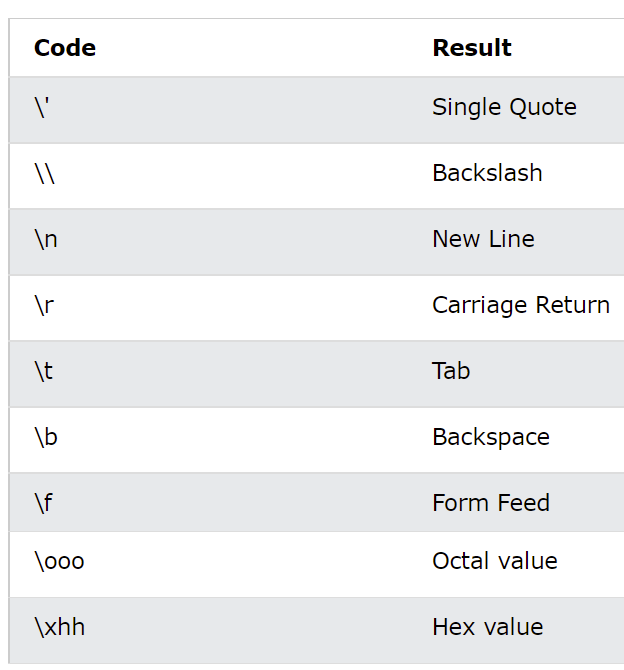 Code Result
\' Single Quote
\\ Backslash
\n New Line
\r Carriage Return
\t Tab
\b Backspace
\f Form Feed
\ooo Octal value
\xhh Hex value